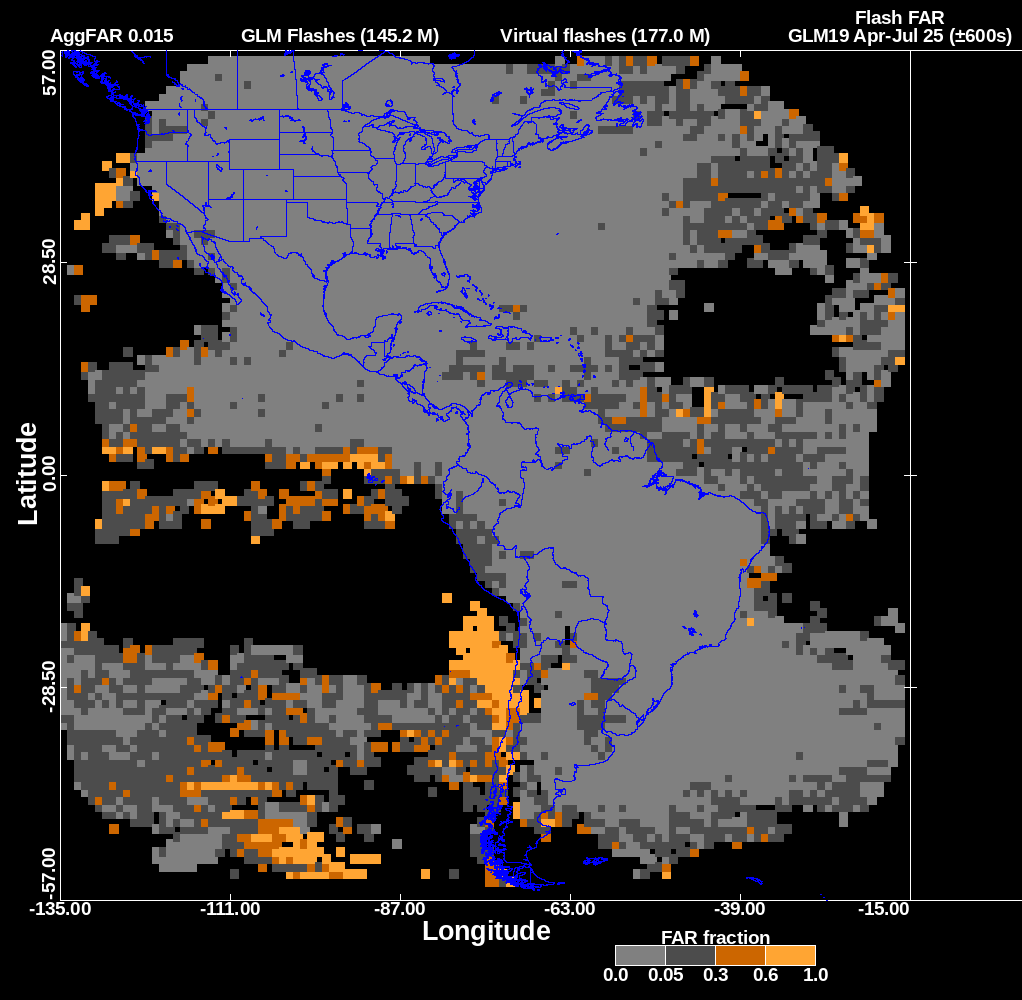 Flash FAR
AggFAR 0.015 GLM Flashes (145.2 M) Virtual flashes (177.0 M) GLM19 Apr-Jul 25 (±600s)
57.00
28.50
0.00
-28.50
-57.00
Latitude
-135.00 -111.00 -87.00 -63.00 -39.00 -15.00
Longitude
FAR fraction
0.0 0.05 0.3 0.6 1.0